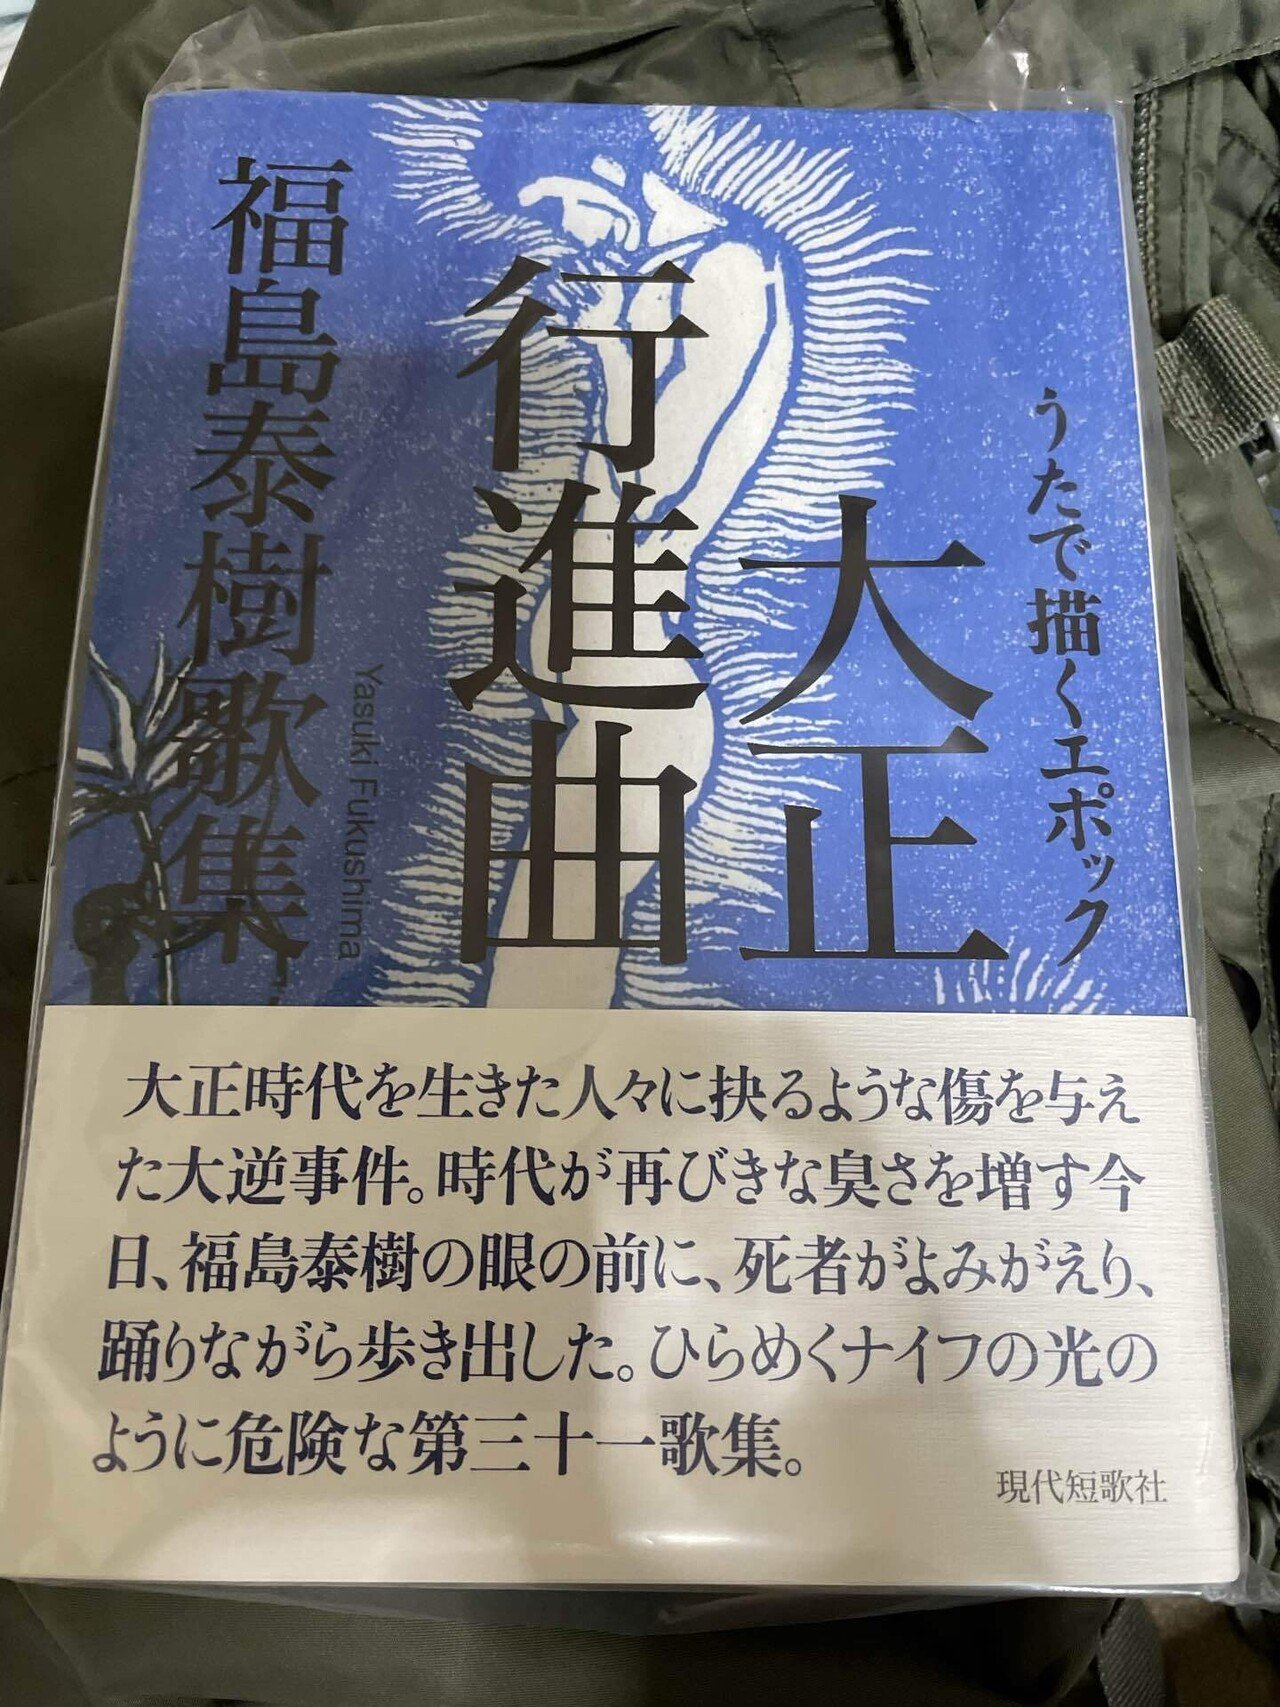 うたで描くエポック
大正
行進曲
福島泰樹歌集
Yasuki Fukushima
大正時代を生きた人々に抉るような傷を与え
た大逆事件。時代が再びきな臭さを増す今
日、福島泰樹の眼の前に、死者がよみがえり、
踊りながら歩き出した。ひらめくナイフの光の
ように危険な第三十一歌集。
現代短歌社